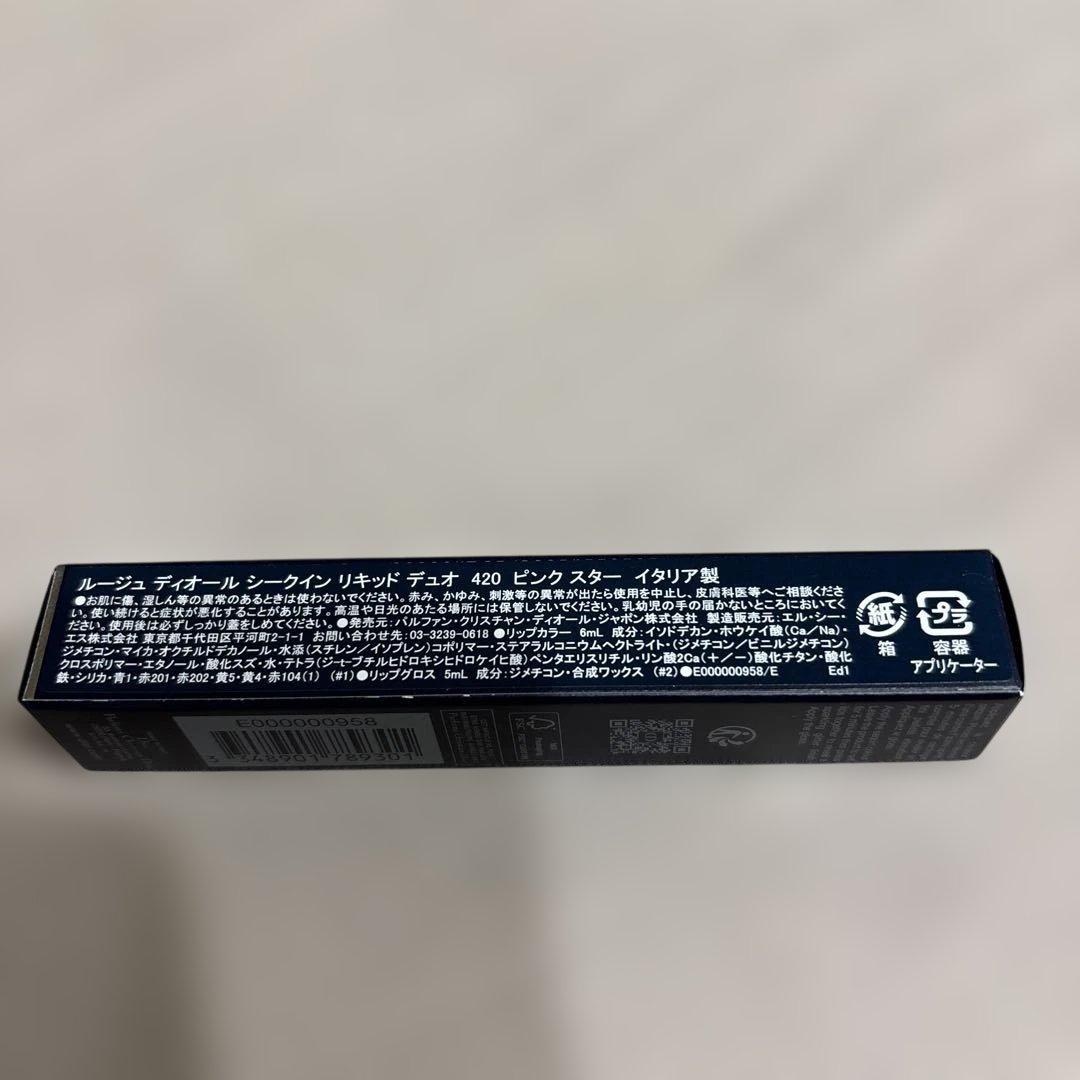 ルージュ ディオール シークイン リキッド デュオ 420 ピンク スター イタリア製
●お肌に傷、湿しん等の異常のあるときは使わないでください。赤み、かゆみ、刺激等の異常が出たら使用を中止し、皮膚科医等へご相談くださ
い。使い続けると症状が悪化することがあります。高温や日光のあたる場所には保管しないでください。乳幼児の手の届かないところにおいてく
ださい。使用後は必ずしっかり蓋をしめてください。●発売元:パルファン・クリスチャン・ディオール・ジャポン株式会社 製造販売元:エル・シー・
エス株式会社 東京都千代田区平河町2-1-1 お問い合わせ先:03-3239-0618 ●リップカラー 6mL 成分:イソドデカン・ホウケイ酸(Ca/Na)・
ジメチコン・マイカ・オクチルドデカノール・水添(スチレン/イソプレン)コポリマー・ステアラルコニウムヘクトライト・(ジメチコン/ビニルジメチコン)
クロスポリマー・エタノール・酸化スズ・水・テトラ(ジ-t-ブチルヒドロキシヒドロケイヒ酸)ペンタエリスリチル・リン酸2Ca(+/ー)酸化チタン・酸化
鉄・シリカ・青1・赤201・赤202・黄5・黄4・赤104(1) (#1)●リップグロス 5mL 成分:ジメチコン・合成ワックス (#2)●E000000958/E Ed1
紙
箱
プラ
容器
アプリケーター
E000000958
3 348901 789301